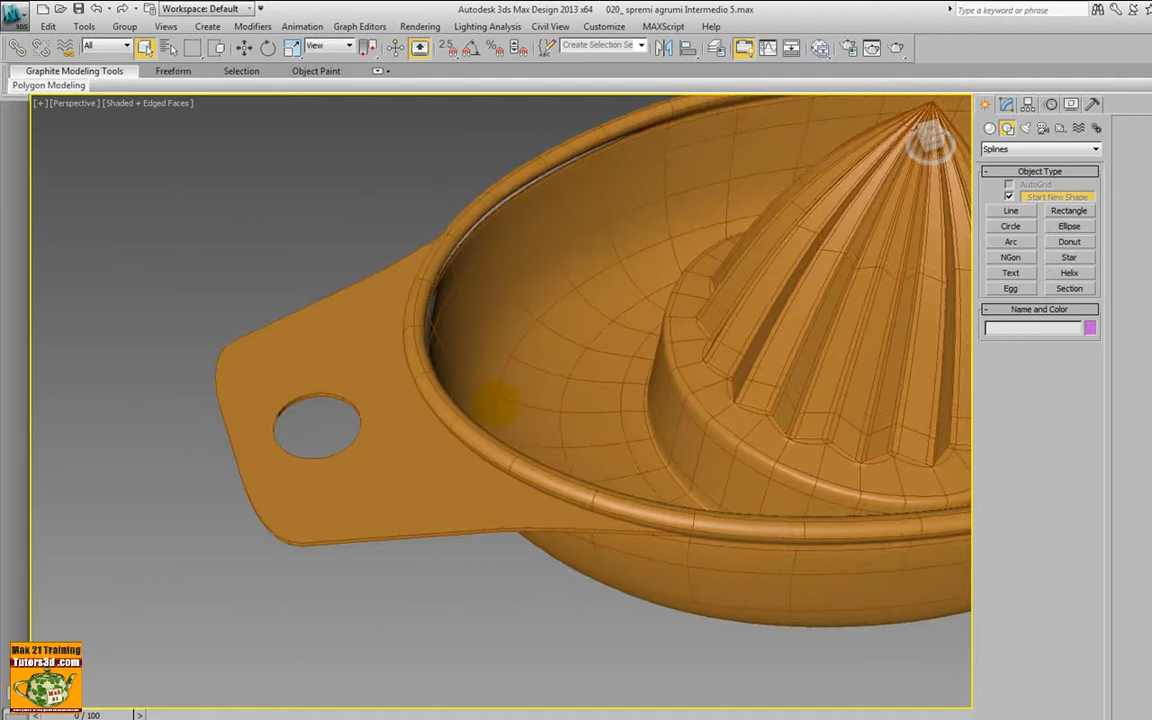 Workspace: Default
Autodesk 3ds Max Design 2013 x64
020_ spremi agrumi Intermedio 5.max
Type a keyword or phrase
Edit Tools Group Views Create Modifiers Animation Graph Editors Rendering Lighting Analysis Civil View Customize MAXScript Help
All
View
2.5
Create Selection Se
Graphite Modeling Tools Freeform Selection Object Paint
Polygon Modeling
[+] [Perspective] [Shaded + Edged Faces]
Splines
- Object Type
AutoGrid
Start New Shape
Line Rectangle
Circle Ellipse
Arc Donut
NGon Star
Text Helix
Egg Section
- Name and Color
Mak 21 Training
Tutors3d .com
0 / 100